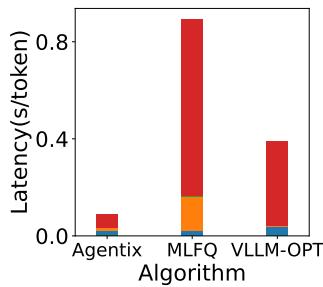 Latency(s/token)
0.8
0.4
0.0
Agentix MLFQ VLLM-OPT
Algorithm